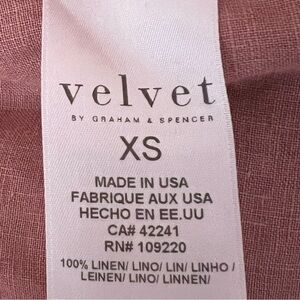 velvet
BY GRAHAM & SPENCER
XS
MADE IN USA
FABRIQUE AUX USA
HECHO EN EE.UU
CA# 42241
RN# 109220
100% LINEN/ LINO/ LIN/ LINHO /
LEINEN/ LINO/ LINNEN/